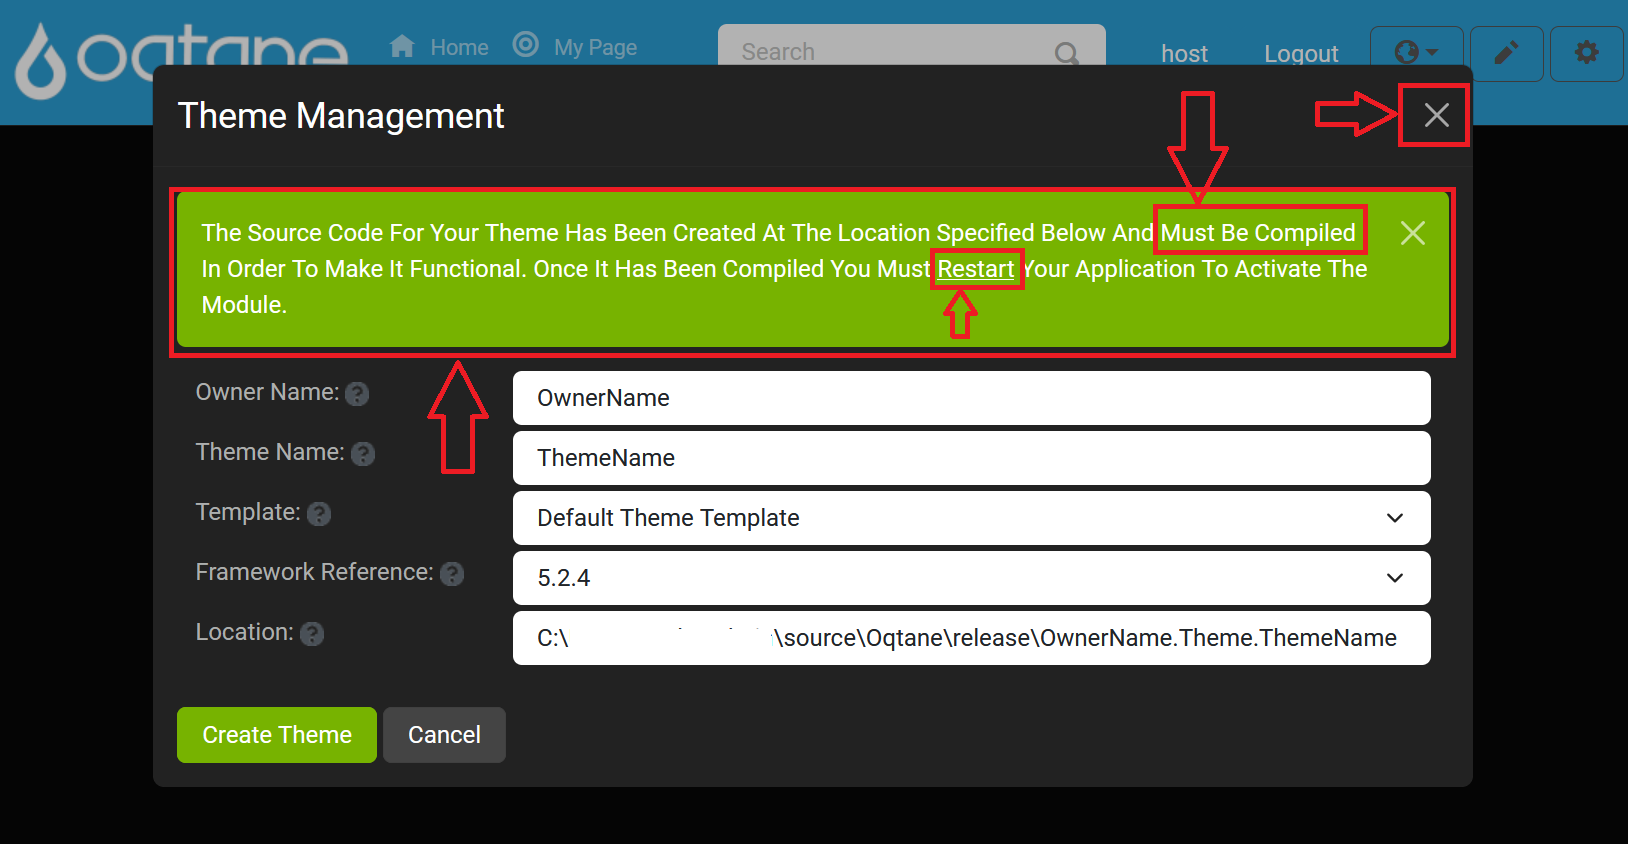 oqtane Home My Page Search host Logout
Theme Management
The Source Code For Your Theme Has Been Created At The Location Specified Below And Must Be Compiled
In Order To Make It Functional. Once It Has Been Compiled You Must Restart Your Application To Activate The
Module.
Owner Name: ? OwnerName
Theme Name: ? ThemeName
Template: ? Default Theme Template
Framework Reference: ? 5.2.4
Location: ? C:\ \source\Oqtane\release\OwnerName.Theme.ThemeName
Create Theme Cancel